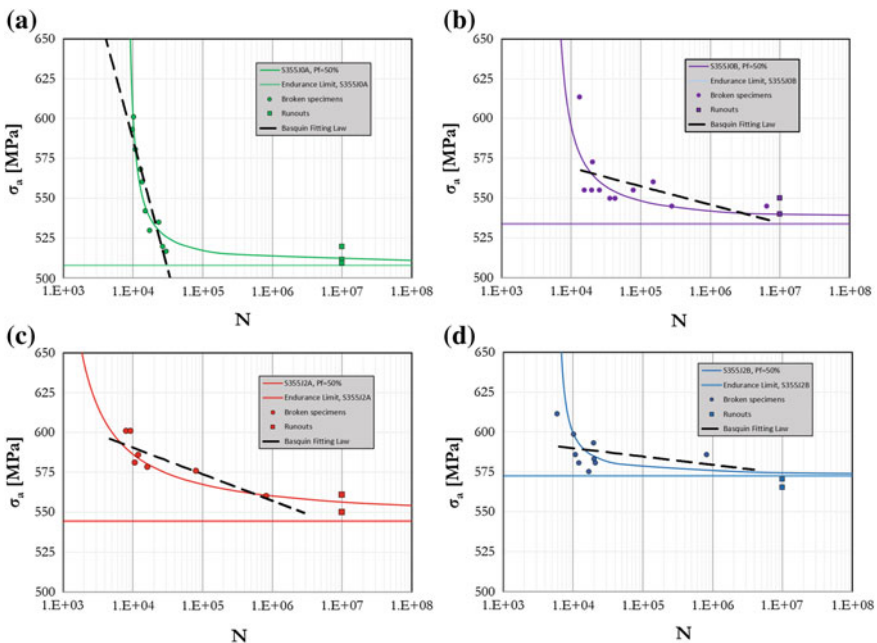 (a)
650
625
600
575
550
525
500
σa [MPa]
S355J0A, Pf=50%
Endurance Limit, S355J0A
Broken specimens
Runouts
Basquin Fitting Law
1.E+03 1.E+04 1.E+05 1.E+06 1.E+07 1.E+08
N
(b)
650
625
600
575
550
525
500
σa [MPa]
S355J0B, Pf=50%
Endurance Limit, S355J0B
Broken specimens
Runouts
Basquin Fitting Law
1.E+03 1.E+04 1.E+05 1.E+06 1.E+07 1.E+08
N
(c)
650
625
600
575
550
525
500
σa [MPa]
S355J2A, Pf=50%
Endurance Limit, S355J2A
Broken specimens
Runouts
Basquin Fitting Law
1.E+03 1.E+04 1.E+05 1.E+06 1.E+07 1.E+08
N
(d)
650
625
600
575
550
525
500
σa [MPa]
S355J2B, Pf=50%
Endurance Limit, S355J2B
Broken specimens
Runouts
Basquin Fitting Law
1.E+03 1.E+04 1.E+05 1.E+06 1.E+07 1.E+08
N